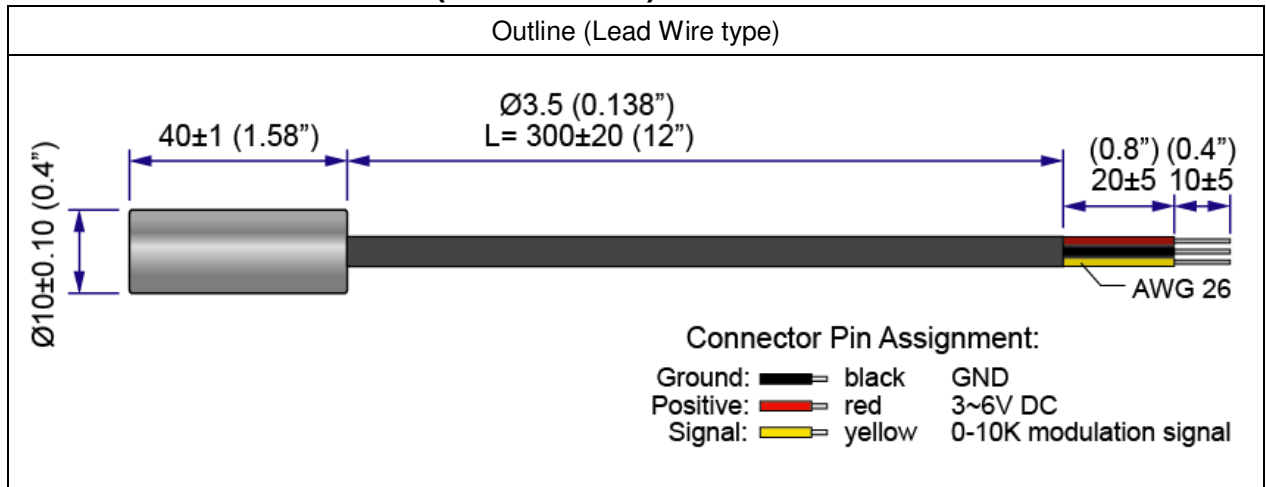 Outline (Lead Wire type)
Ø3.5 (0.138”)
40±1 (1.58”)
L= 300±20 (12”)
(0.8”) (0.4”)
20±5 10±5
Ø10±0.10 (0.4”)
AWG 26
Connector Pin Assignment:
Ground: black GND
Positive: red 3~6V DC
Signal: yellow 0-10K modulation signal